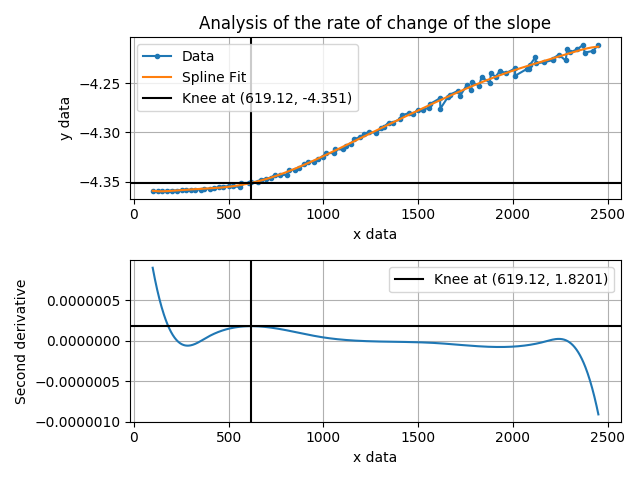 Analysis of the rate of change of the slope
Data
Spline Fit
Knee at (619.12, -4.351)
−4.25
−4.30
−4.35
y data
0 500 1000 1500 2000 2500
x data
Knee at (619.12, 1.8201)
0.0000005
0.0000000
−0.0000005
−0.0000010
Second derivative
0 500 1000 1500 2000 2500
x data